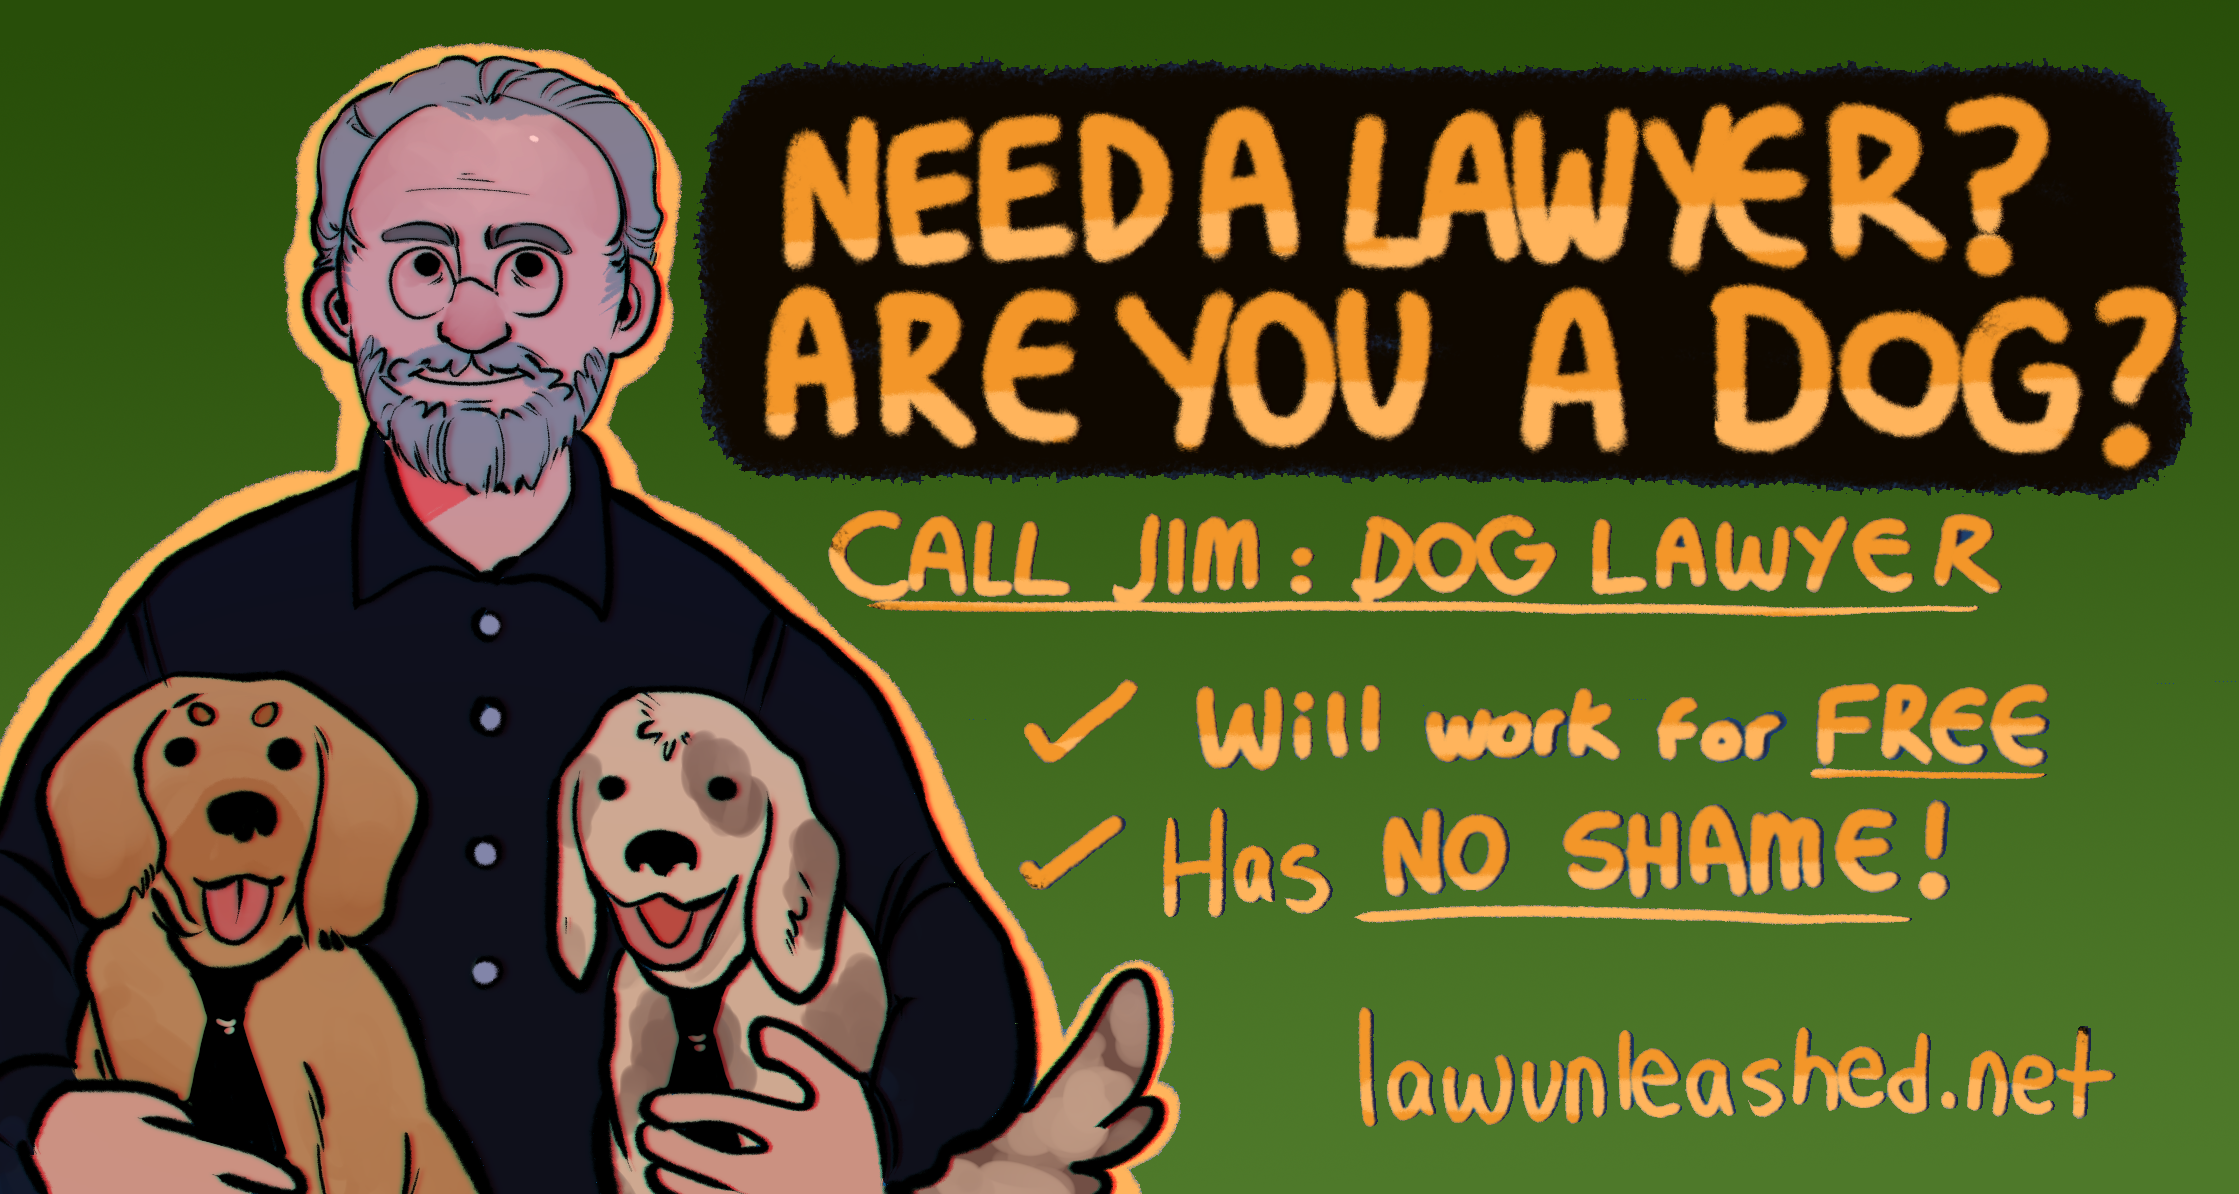 NEED A LAWYER?
ARE YOU A DOG?
CALL JIM: DOG LAWYER
✓ Will work for FREE
✓ Has NO SHAME!
lawunleashed.net